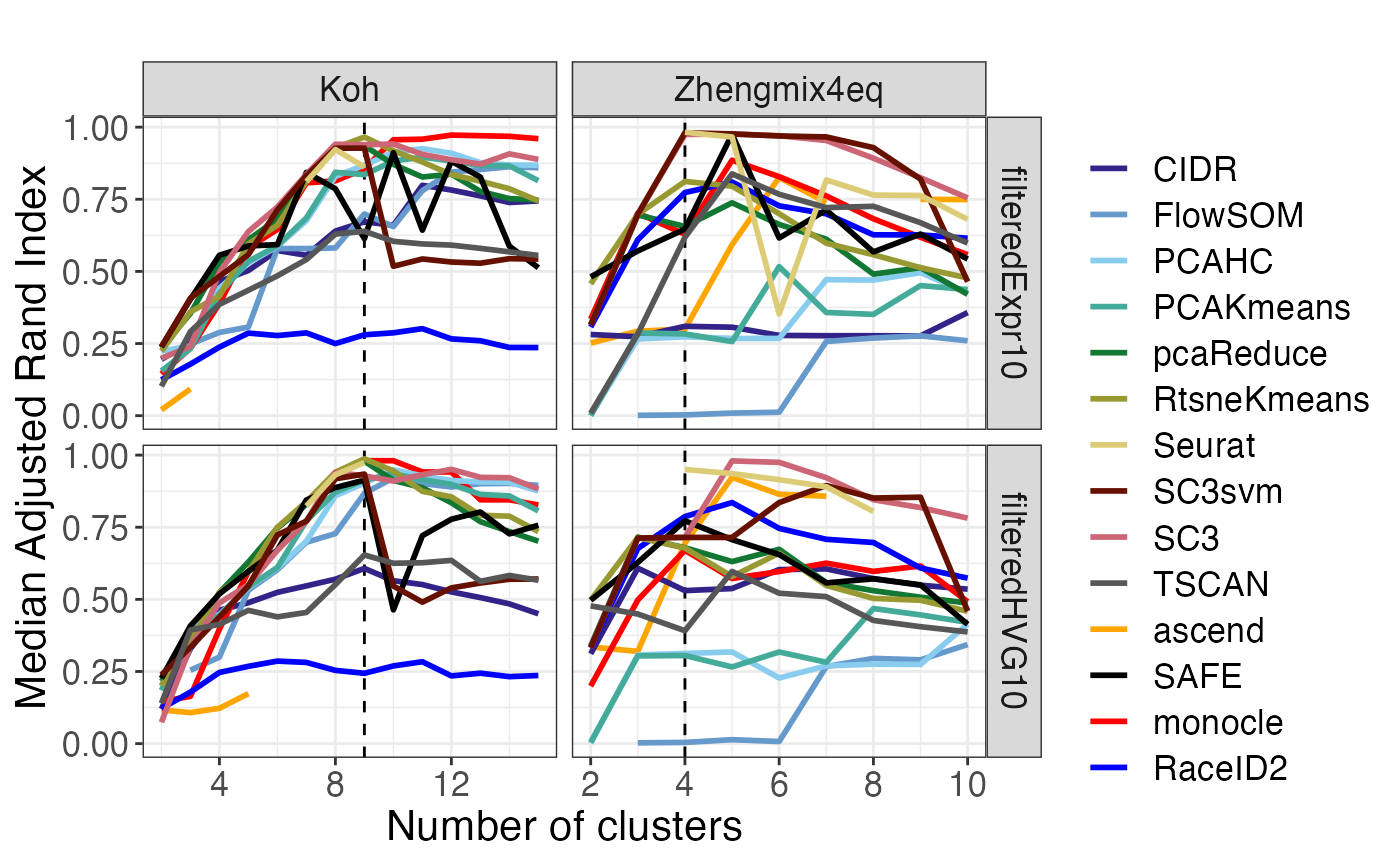 Koh
Zhengmix4eq
Median Adjusted Rand Index
1.00
0.75
0.50
0.25
0.00
filteredExpr10
1.00
0.75
0.50
0.25
0.00
filteredHVG10
4
8
12
2
4
6
8
10
Number of clusters
CIDR
FlowSOM
PCAHC
PCAKmeans
pcaReduce
RtsneKmeans
Seurat
SC3svm
SC3
TSCAN
ascend
SAFE
monocle
RaceID2